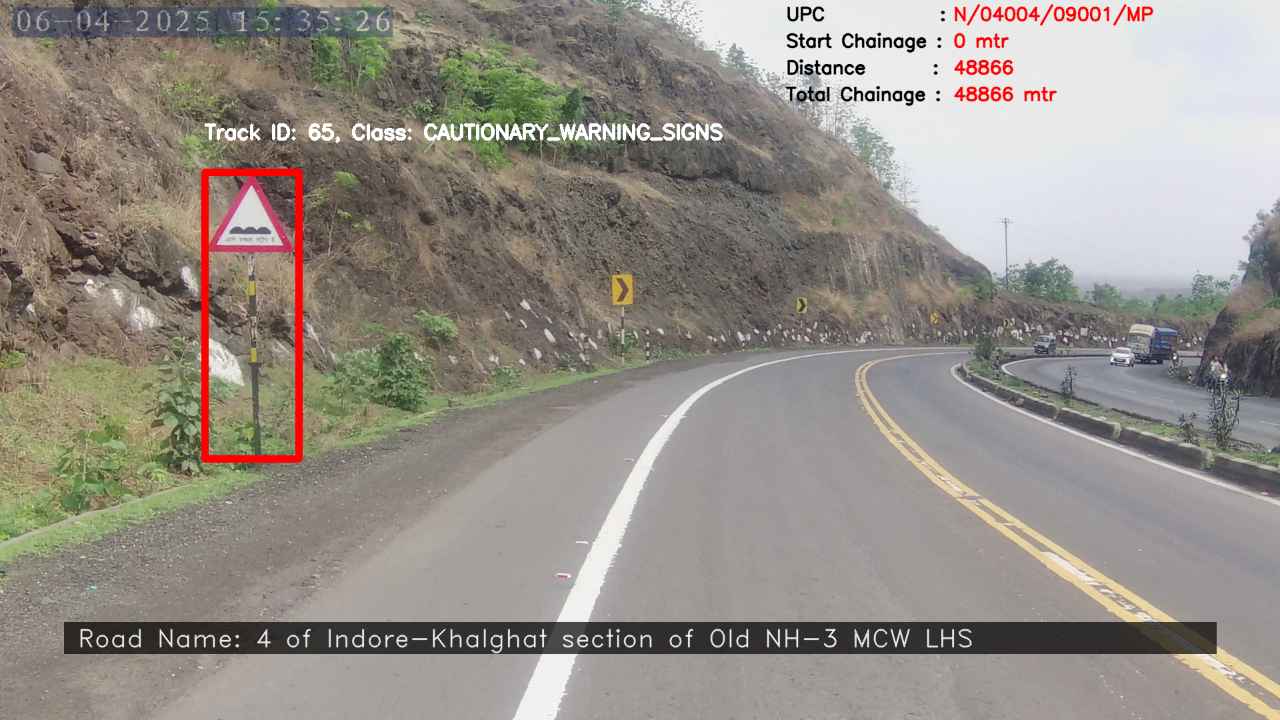 06-04-2025 15:35:26
UPC : N/04004/09001/MP
Start Chainage : 0 mtr
Distance : 48866
Total Chainage : 48866 mtr
Track ID: 65, Class: CAUTIONARY_WARNING_SIGNS
Road Name: 4 of Indore-Khalghat section of Old NH-3 MCW LHS